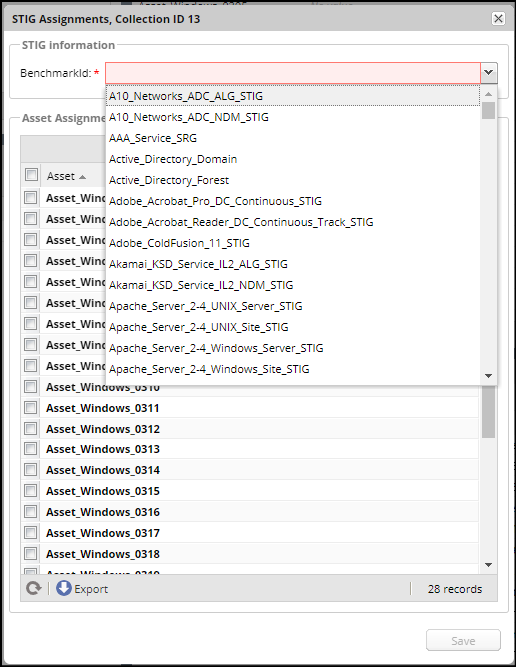 STIG Assignments, Collection ID 13
STIG information
BenchmarkId: *
A10_Networks_ADC_ALG_STIG
A10_Networks_ADC_NDM_STIG
AAA_Service_SRG
Active_Directory_Domain
Active_Directory_Forest
Adobe_Acrobat_Pro_DC_Continuous_STIG
Adobe_Acrobat_Reader_DC_Continuous_Track_STIG
Adobe_ColdFusion_11_STIG
Akamai_KSD_Service_IL2_ALG_STIG
Akamai_KSD_Service_IL2_NDM_STIG
Apache_Server_2-4_UNIX_Server_STIG
Apache_Server_2-4_UNIX_Site_STIG
Apache_Server_2-4_Windows_Server_STIG
Apache_Server_2-4_Windows_Site_STIG
Asset Assignm
Asset
Asset_Wind
Asset_Wind
Asset_Wind
Asset_Wind
Asset_Wind
Asset_Wind
Asset_Wind
Asset_Wind
Asset_Wind
Asset_Windows_0310
Asset_Windows_0311
Asset_Windows_0312
Asset_Windows_0313
Asset_Windows_0314
Asset_Windows_0315
Asset_Windows_0316
Asset_Windows_0317
Asset_Windows_0318
Asset_Windows_0319
Export
28 records
Save